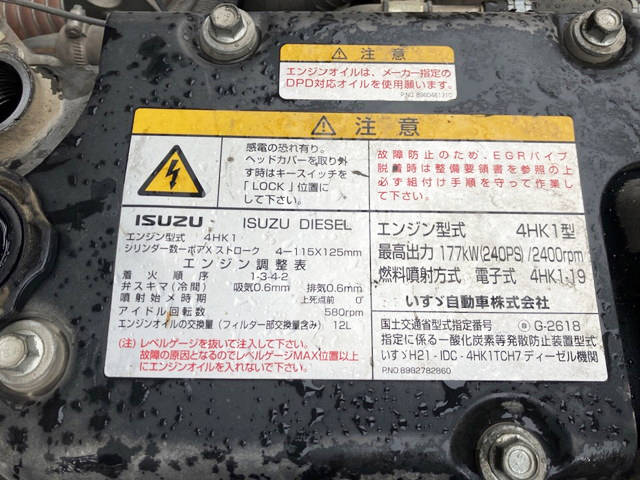 注意
エンジンオイルは、メーカー指定の
DPD対応オイルを使用願います。
注意
感電の恐れ有り。
ヘッドカバーを取り外
す時はキースイッチを
「LOCK」位置に
して下さい。
故障防止のため、EGRパイプ
脱着時は整備要領書を参照の上
必ず組付け手順を守って作業し
て下さい。
ISUZU ISUZU DIESEL
エンジン型式 4HK1
シリンダー数ーボアXストローク 4-115X125mm
エンジン調整表
着火順序 1-3-4-2
弁スキマ(冷間) 吸気0.6mm 排気0.6mm
噴射始メ時期 上死点前 0°
アイドル回転数 580rpm
エンジンオイルの交換量(フィルター部交換量含み) 12L
(注)レベルゲージを抜いて注入して下さい。
故障の原因となるのでレベルゲージMAX位置以上
にエンジンオイルを入れないで下さい。
エンジン型式 4HK1型
最高出力 177kW(240PS)/2400rpm
燃料噴射方式 電子式 4HK1-19
いすゞ自動車株式会社
国土交通省型式指定番号 G-2618
指定に係る一酸化炭素等発散防止装置型式
いすゞH21-IDC-4HK1TCH7 ディーゼル機関
P.NO 8982782860